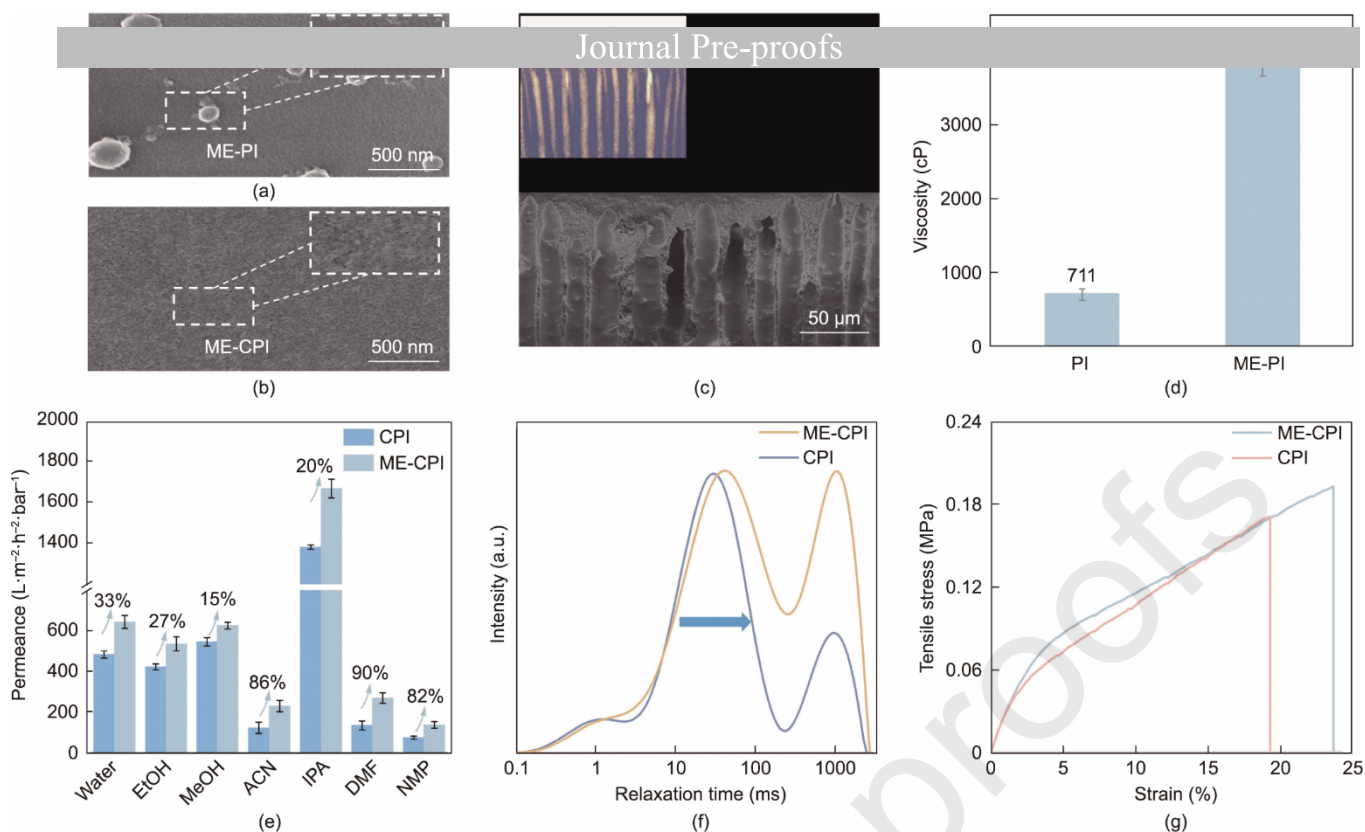 Journal Pre-proofs
ME-PI
500 nm
(a)
ME-CPI
500 nm
(b)
50 µm
(c)
Viscosity (cP)
3000
2000
1000
0
711
PI
ME-PI
(d)
Permeance (L·m⁻²·h⁻²·bar⁻¹)
2000
1800
1600
1400
600
400
200
0
CPI
ME-CPI
33%
27%
15%
86%
20%
90%
82%
Water
EtOH
MeOH
ACN
IPA
DMF
NMP
(e)
Intensity (a.u.)
ME-CPI
CPI
0.1
1
10
100
1000
Relaxation time (ms)
(f)
Tensile stress (MPa)
0.24
0.18
0.12
0.06
0
ME-CPI
CPI
0
5
10
15
20
25
Strain (%)
(g)
proofs